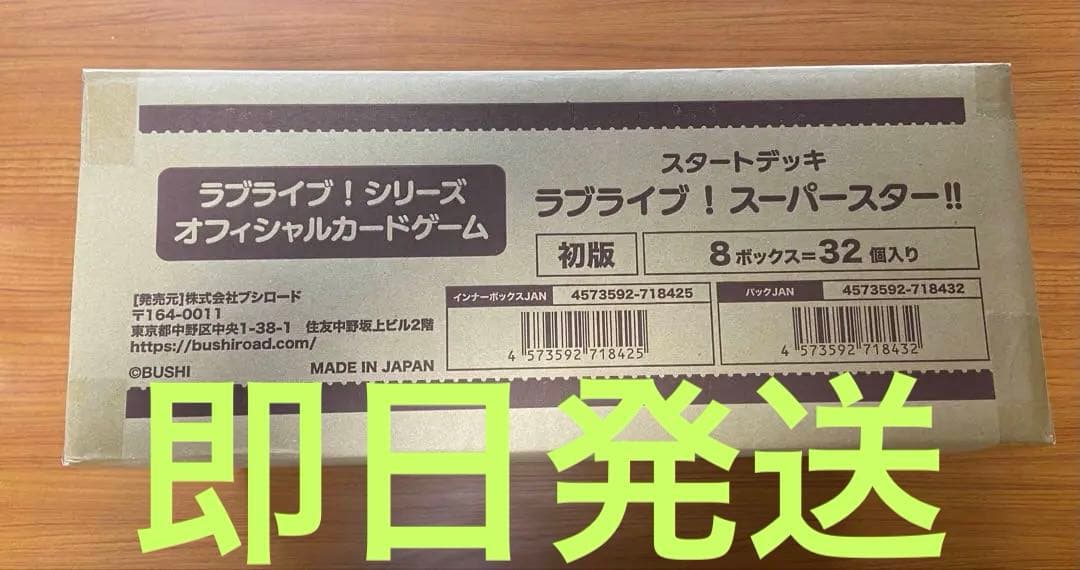 ラブライブ！シリーズ
オフィシャルカードゲーム
スタートデッキ
ラブライブ！スーパースター!!
初版
8ボックス=32個入り
[発売元]株式会社ブシロード
〒164-0011
東京都中野区中央1-38-1 住友中野坂上ビル2階
https://bushiroad.com/
©BUSHI
MADE IN JAPAN
インナーボックスJAN 4573592-718425
4 573592 718425
パックJAN 4573592-718432
4 573592 718432
即日発送